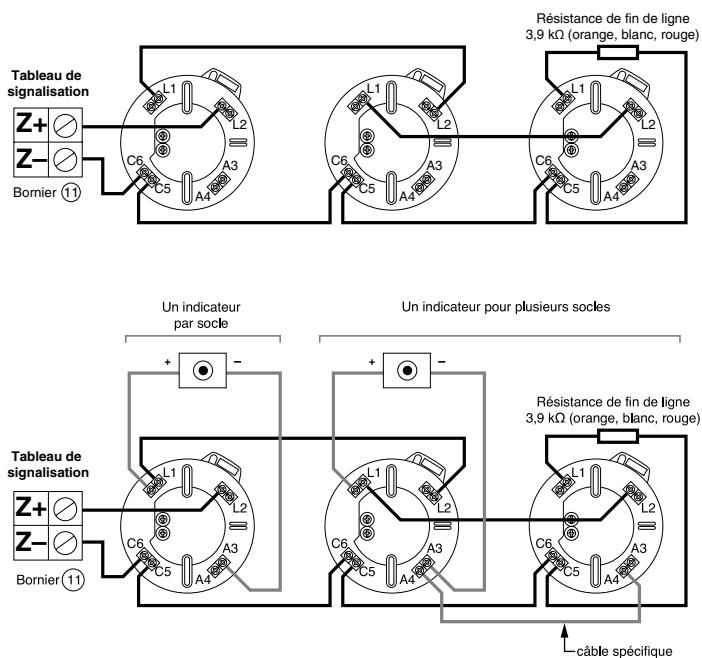 Résistance de fin de ligne
3,9 kΩ (orange, blanc, rouge)
Tableau de
signalisation
Z+
Z–
Bornier 11
L1
L2
A3
A4
C5
C6
L1
L2
A3
A4
C5
C6
L1
L2
A3
A4
C5
C6
Un indicateur
par socle
Un indicateur pour plusieurs socles
+ –
+ –
Résistance de fin de ligne
3,9 kΩ (orange, blanc, rouge)
Tableau de
signalisation
Z+
Z–
Bornier 11
L1
L2
A3
A4
C5
C6
L1
L2
A3
A4
C5
C6
L1
L2
A3
A4
C5
C6
câble spécifique